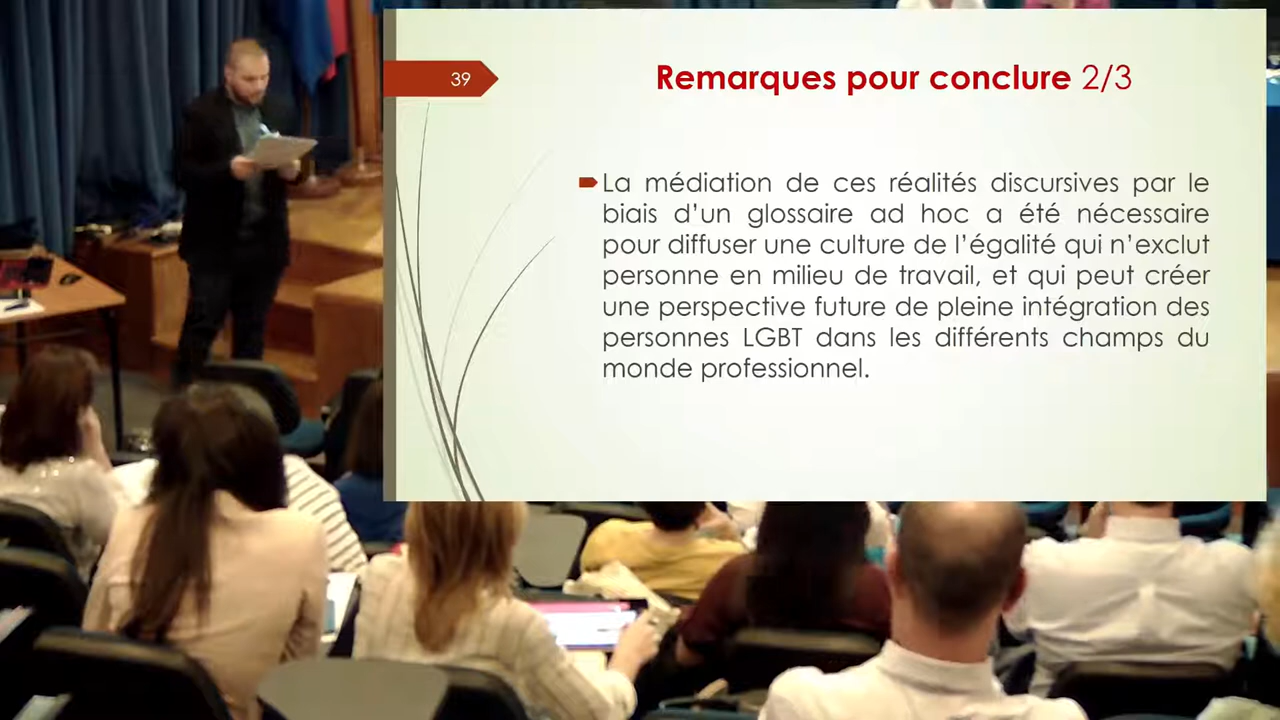 39
Remarques pour conclure 2/3
La médiation de ces réalités discursives par le
biais d’un glossaire ad hoc a été nécessaire
pour diffuser une culture de l’égalité qui n’exclut
personne en milieu de travail, et qui peut créer
une perspective future de pleine intégration des
personnes LGBT dans les différents champs du
monde professionnel.